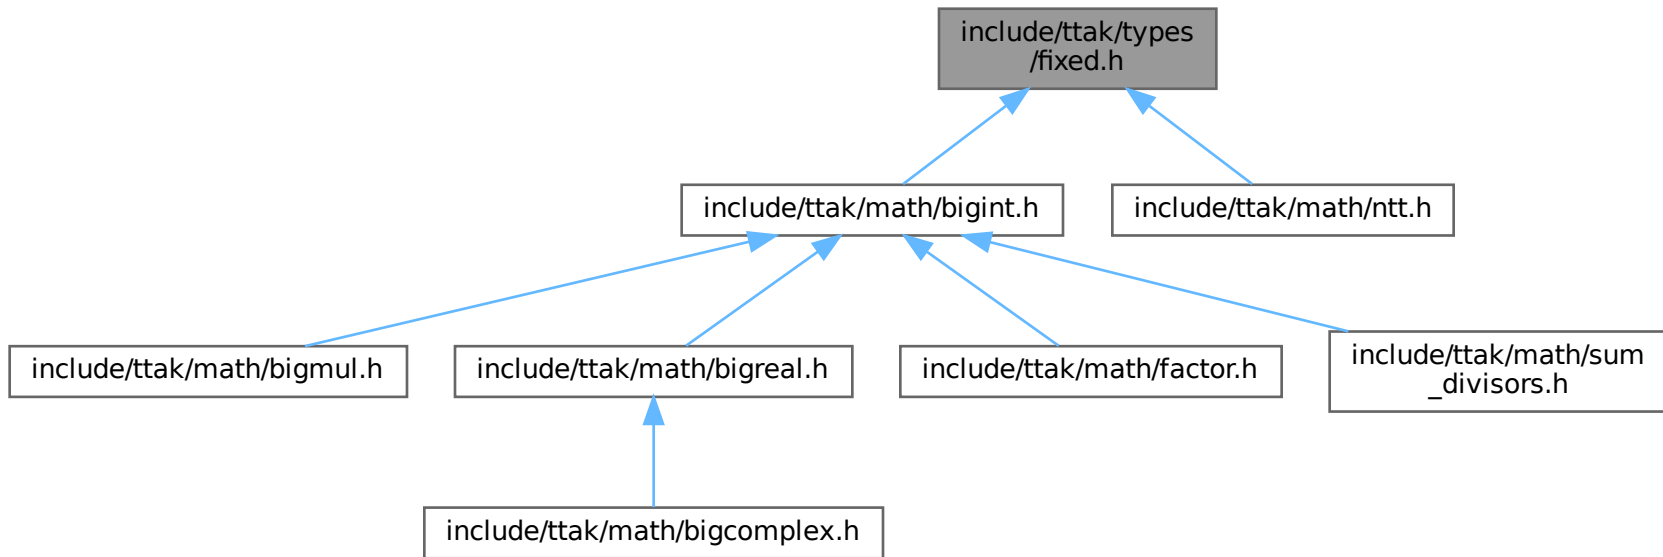 include/ttak/types
/fixed.h
include/ttak/math/bigint.h
include/ttak/math/ntt.h
include/ttak/math/bigmul.h
include/ttak/math/bigreal.h
include/ttak/math/factor.h
include/ttak/math/sum
_divisors.h
include/ttak/math/bigcomplex.h